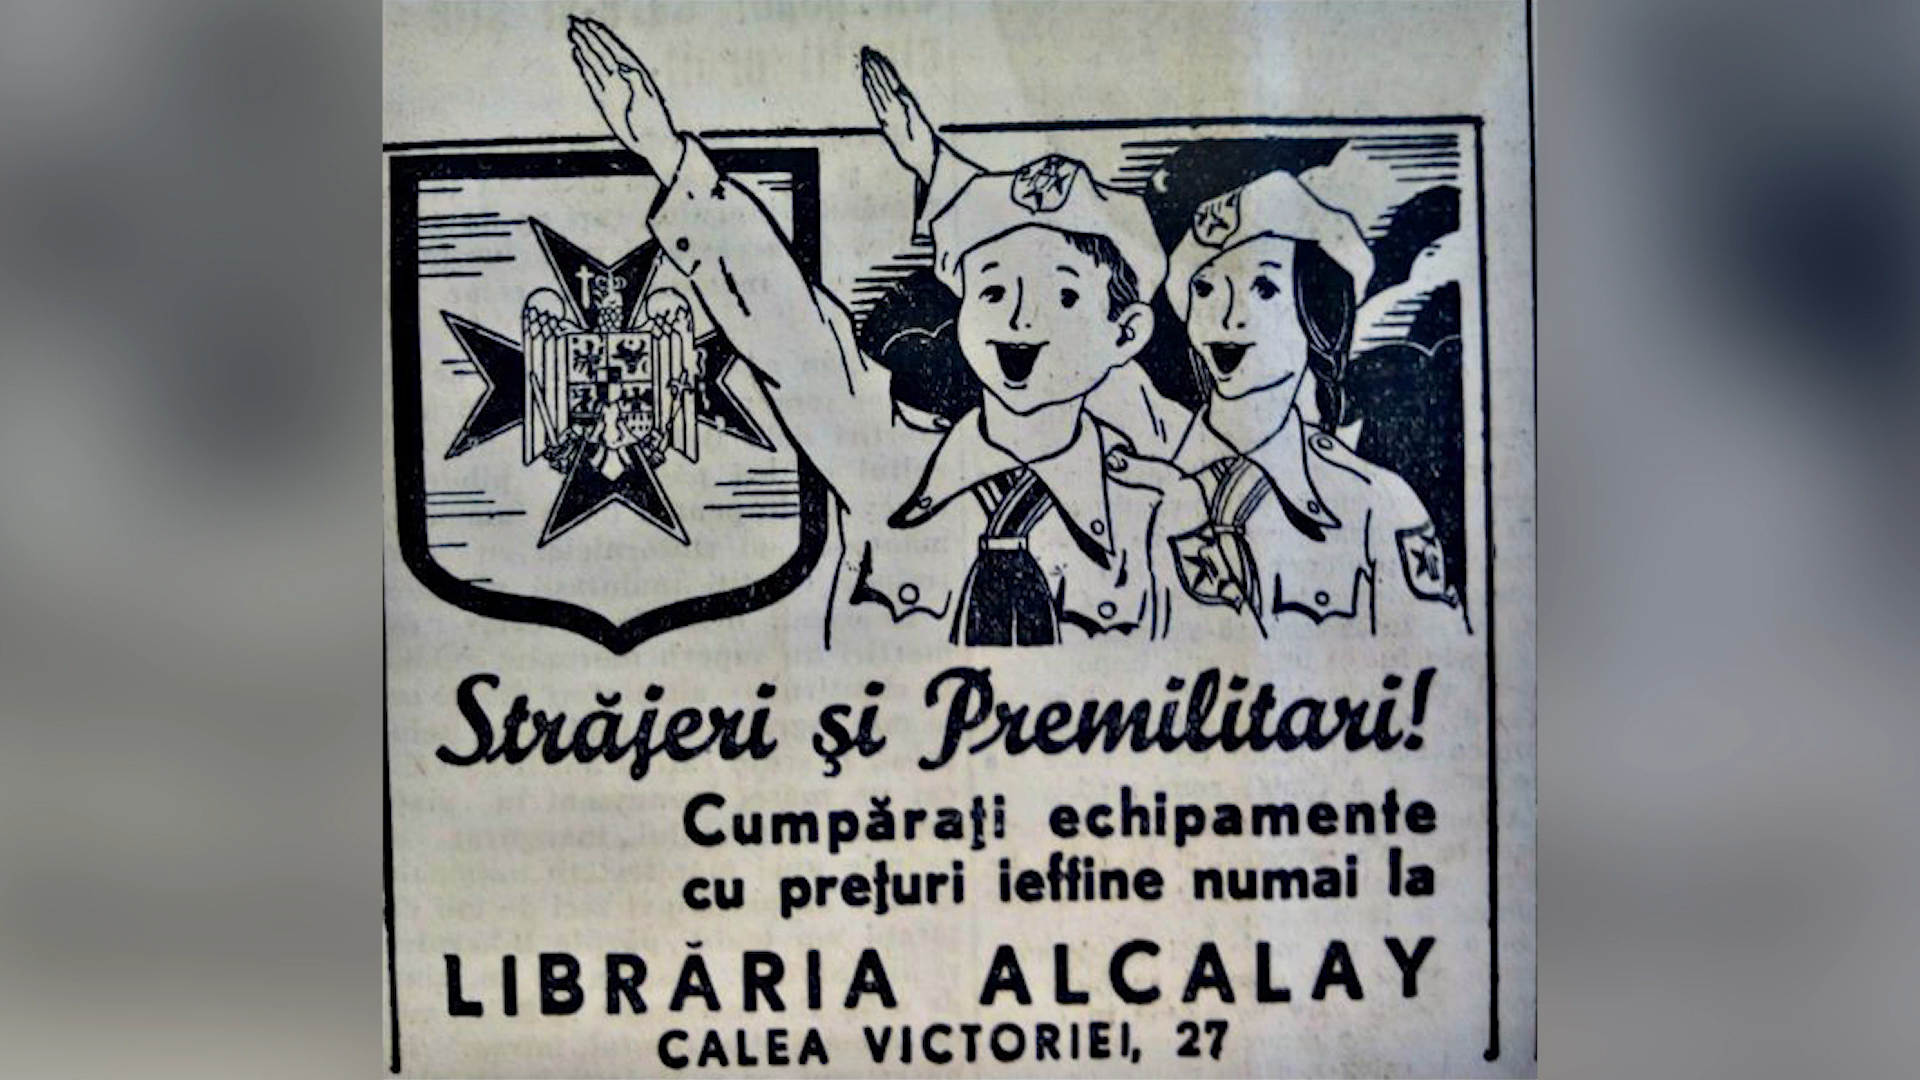 Străjeri şi Premilitari!
Cumpăraţi echipamente
cu preţuri ieftine numai la
LIBRĂRIA ALCALAY
CALEA VICTORIEI, 27